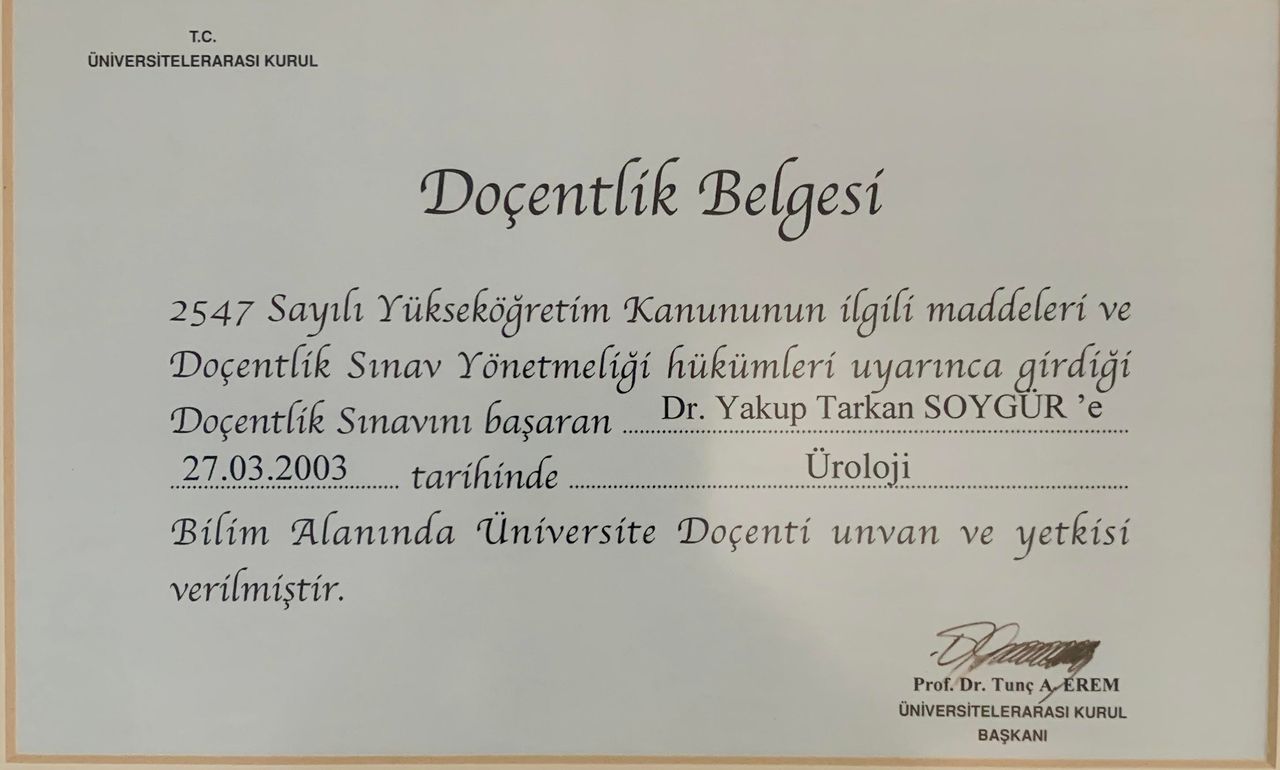 T.C.
ÜNİVERSİTELERARASI KURUL
Doçentlik Belgesi
2547 Sayılı Yükseköğretim Kanununun ilgili maddeleri ve
Doçentlik Sınav Yönetmeliği hükümleri uyarınca girdiği
Doçentlik Sınavını başaran Dr. Yakup Tarkan SOYGÜR 'e
27.03.2003 tarihinde Üroloji
Bilim Alanında Üniversite Doçenti unvan ve yetkisi
verilmiştir.
Prof. Dr. Tunç A. EREM
ÜNİVERSİTELERARASI KURUL
BAŞKANI